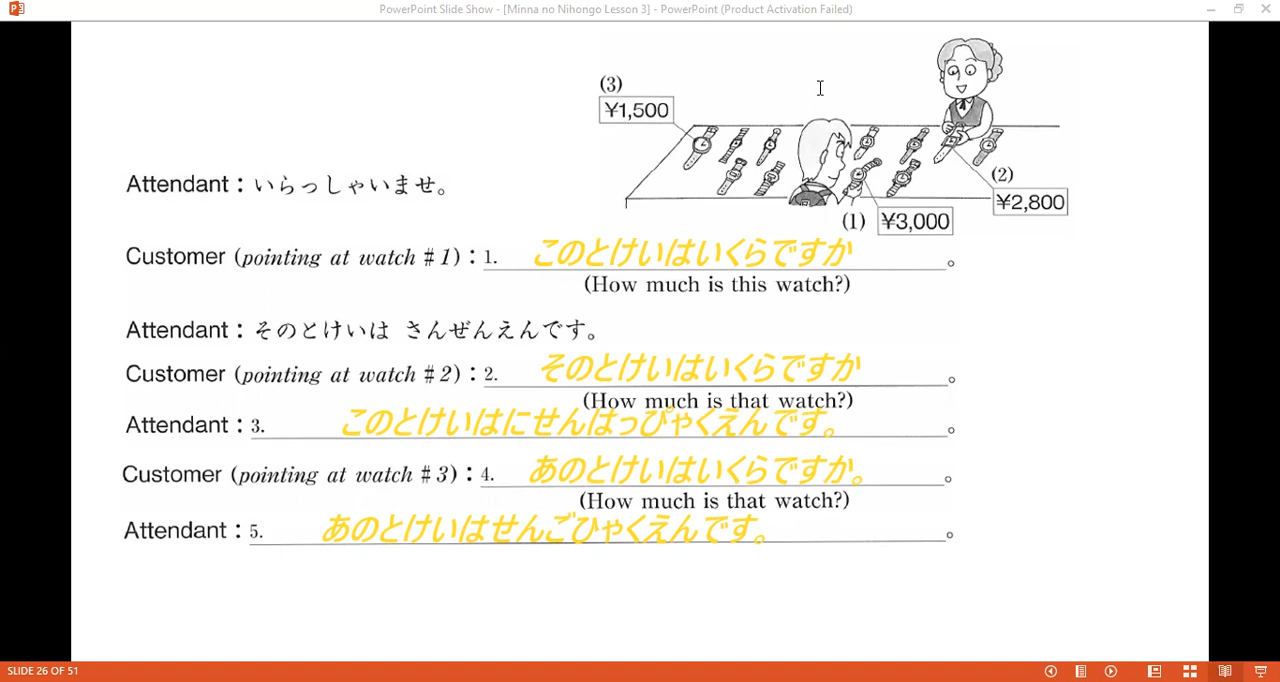 PowerPoint Slide Show - [Minna no Nihongo Lesson 3] - PowerPoint (Product Activation Failed)
(3)
¥1,500
(2)
¥2,800
(1) ¥3,000
Attendant：いらっしゃいませ。
Customer (pointing at watch #1)：1. このとけいはいくらですか 。
(How much is this watch?)
Attendant：そのとけいは さんぜんえんです。
Customer (pointing at watch #2)：2. そのとけいはいくらですか 。
(How much is that watch?)
Attendant：3. このとけいはにせんはっぴゃくえんです。 。
Customer (pointing at watch #3)：4. あのとけいはいくらですか。 。
(How much is that watch?)
Attendant：5. あのとけいはせんごひゃくえんです。 。
SLIDE 26 OF 51